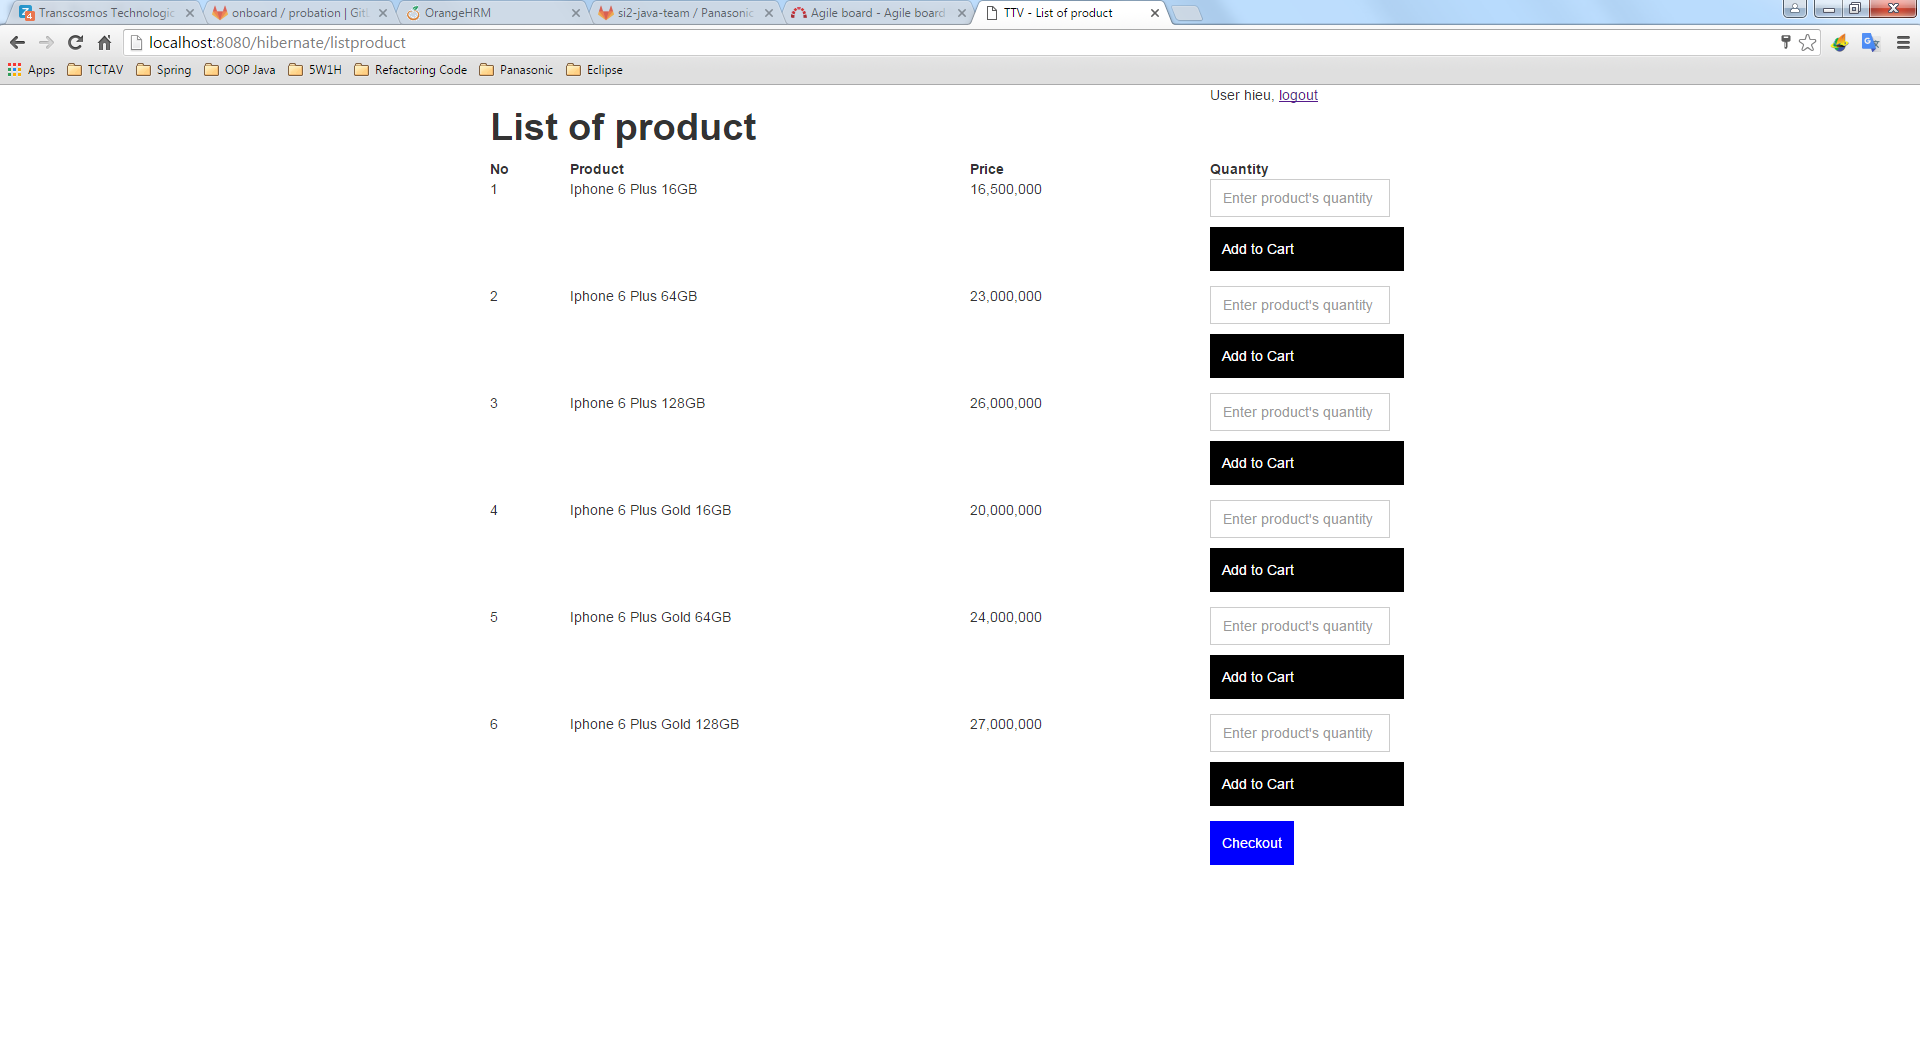 Transcosmos Technologic onboard / probation | Git OrangeHRM si2-java-team / Panasonic Agile board - Agile board TTV - List of product
localhost:8080/hibernate/listproduct
Apps TCTAV Spring OOP Java 5W1H Refactoring Code Panasonic Eclipse
User hieu, logout
List of product
No Product Price Quantity
1 Iphone 6 Plus 16GB 16,500,000 Enter product's quantity
Add to Cart
2 Iphone 6 Plus 64GB 23,000,000 Enter product's quantity
Add to Cart
3 Iphone 6 Plus 128GB 26,000,000 Enter product's quantity
Add to Cart
4 Iphone 6 Plus Gold 16GB 20,000,000 Enter product's quantity
Add to Cart
5 Iphone 6 Plus Gold 64GB 24,000,000 Enter product's quantity
Add to Cart
6 Iphone 6 Plus Gold 128GB 27,000,000 Enter product's quantity
Add to Cart
Checkout